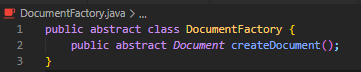 DocumentFactory.java > ...
1 public abstract class DocumentFactory {
2     public abstract Document createDocument();
3 }